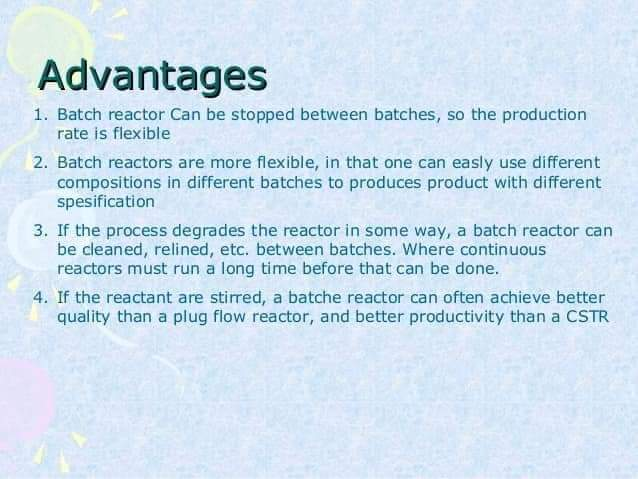 Advantages
1. Batch reactor Can be stopped between batches, so the production
rate is flexible
2. Batch reactors are more flexible, in that one can easly use different
compositions in different batches to produces product with different
spesification
3. If the process degrades the reactor in some way, a batch reactor can
be cleaned, relined, etc. between batches. Where continuous
reactors must run a long time before that can be done.
4. If the reactant are stirred, a batche reactor can often achieve better
quality than a plug flow reactor, and better productivity than a CSTR